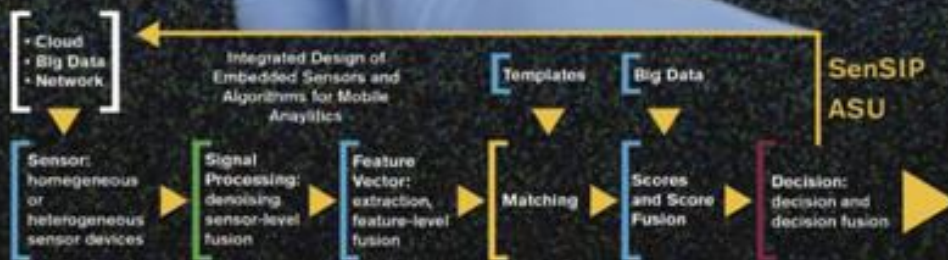 • Cloud
• Big Data
• Network
Integrated Design of
Embedded Sensors and
Algorithms for Mobile
Anaylitics
Templates
Big Data
SenSIP
ASU
Sensor:
homegeneous
or
heterogeneous
sensor devices
Signal
Processing:
denoising
sensor-level
fusion
Feature
Vector:
extraction,
feature-level
fusion
Matching
Scores
and Score
Fusion
Decision:
decision and
decision fusion